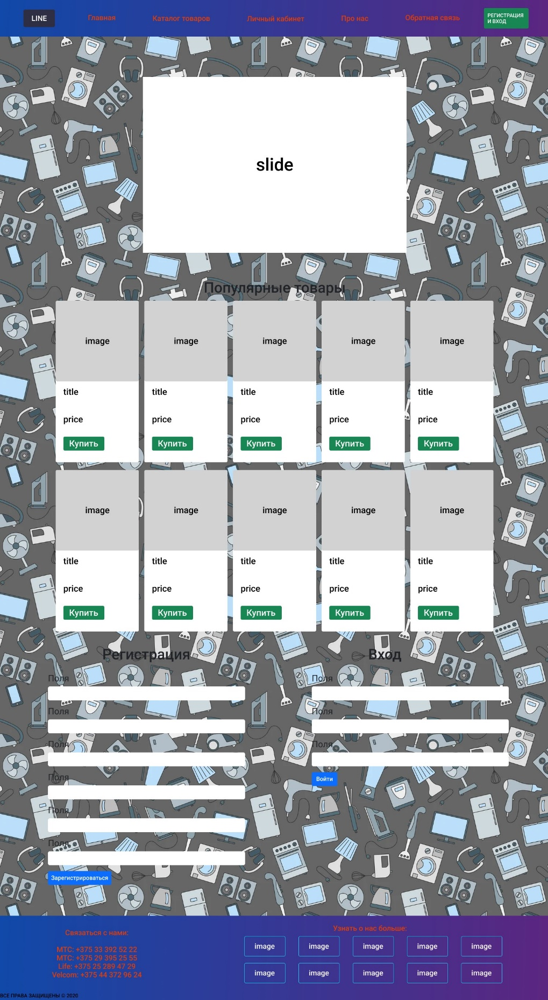 LINE
Главная
Каталог товаров
Личный кабинет
Про нас
Обратная связь
РЕГИСТРАЦИЯ
И ВХОД
slide
Популярные товары
image image image image image
title title title title title
price price price price price
Купить Купить Купить Купить Купить
image image image image image
title title title title title
price price price price price
Купить Купить Купить Купить Купить
Регистрация
Поля
Поля
Поля
Поля
Поля
Поля
Зарегистрироваться
Вход
Поля
Поля
Поля
Войти
Связаться с нами:
МТС: +375 33 392 52 22
МТС: +375 29 395 25 55
Life: +375 25 289 47 29
Velcom: +375 44 372 96 24
Узнать о нас больше:
image image image image image
image image image image image
ВСЕ ПРАВА ЗАЩИЩЕНЫ © 2020